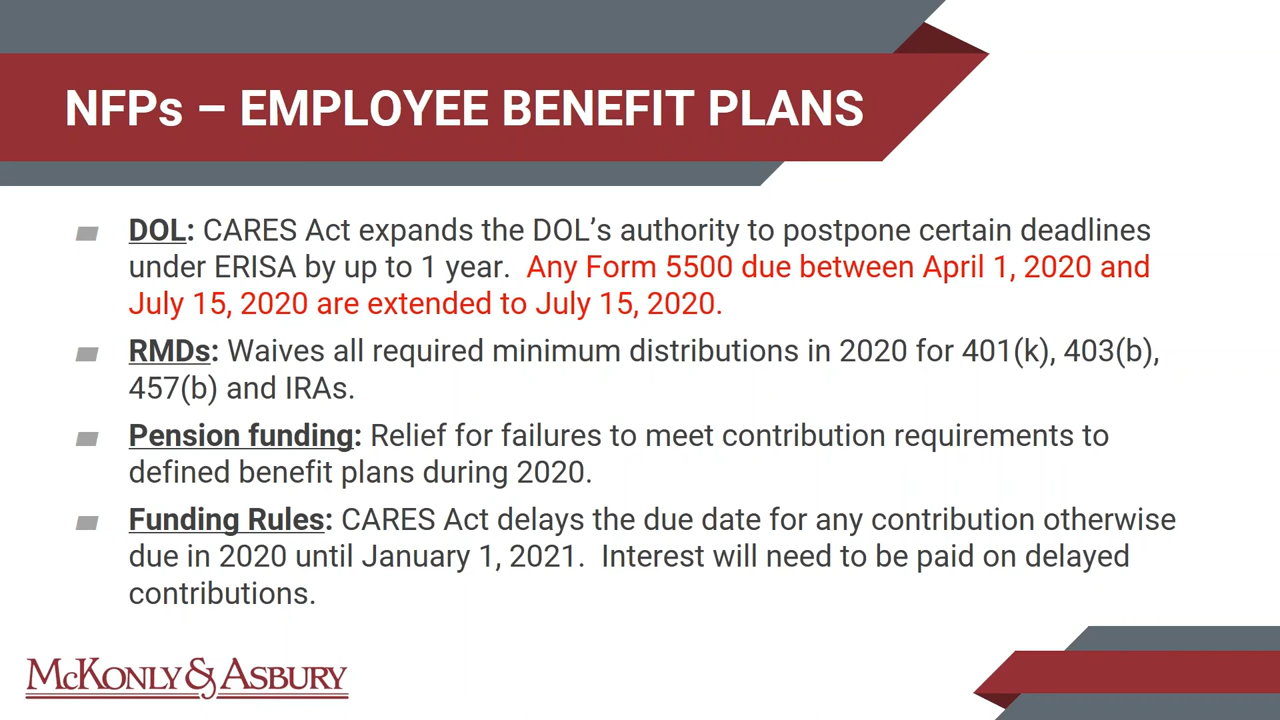 NFPs – EMPLOYEE BENEFIT PLANS
DOL: CARES Act expands the DOL’s authority to postpone certain deadlines
under ERISA by up to 1 year.  Any Form 5500 due between April 1, 2020 and
July 15, 2020 are extended to July 15, 2020.
RMDs: Waives all required minimum distributions in 2020 for 401(k), 403(b),
457(b) and IRAs.
Pension funding: Relief for failures to meet contribution requirements to
defined benefit plans during 2020.
Funding Rules: CARES Act delays the due date for any contribution otherwise
due in 2020 until January 1, 2021.  Interest will need to be paid on delayed
contributions.
McKonly & Asbury